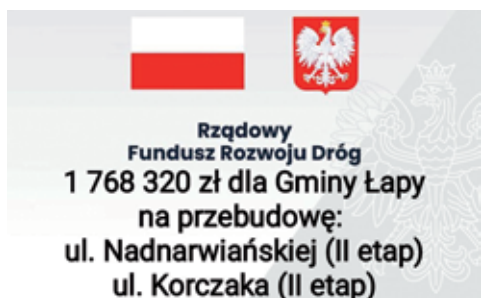 Rządowy
Fundusz Rozwoju Dróg
1 768 320 zł dla Gminy Łapy
na przebudowę:
ul. Nadnarwiańskiej (II etap)
ul. Korczaka (II etap)